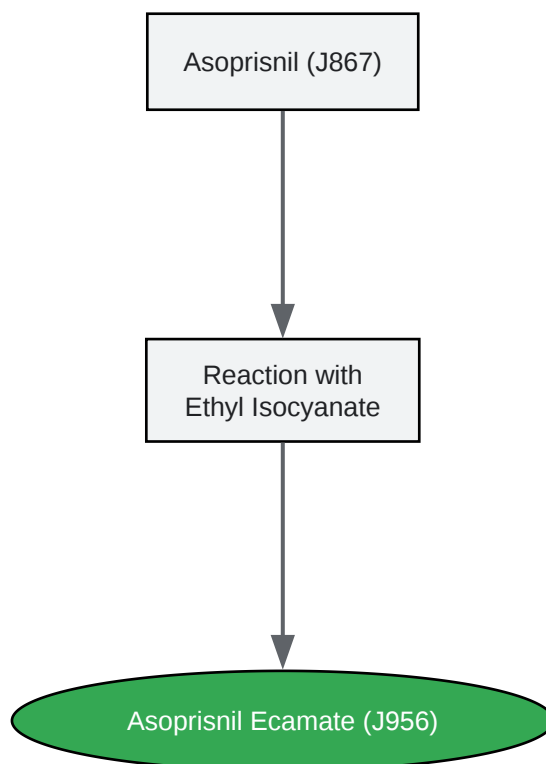 Asoprisnil (J867)
Reaction with
Ethyl Isocyanate
Asoprisnil Ecamate (J956)